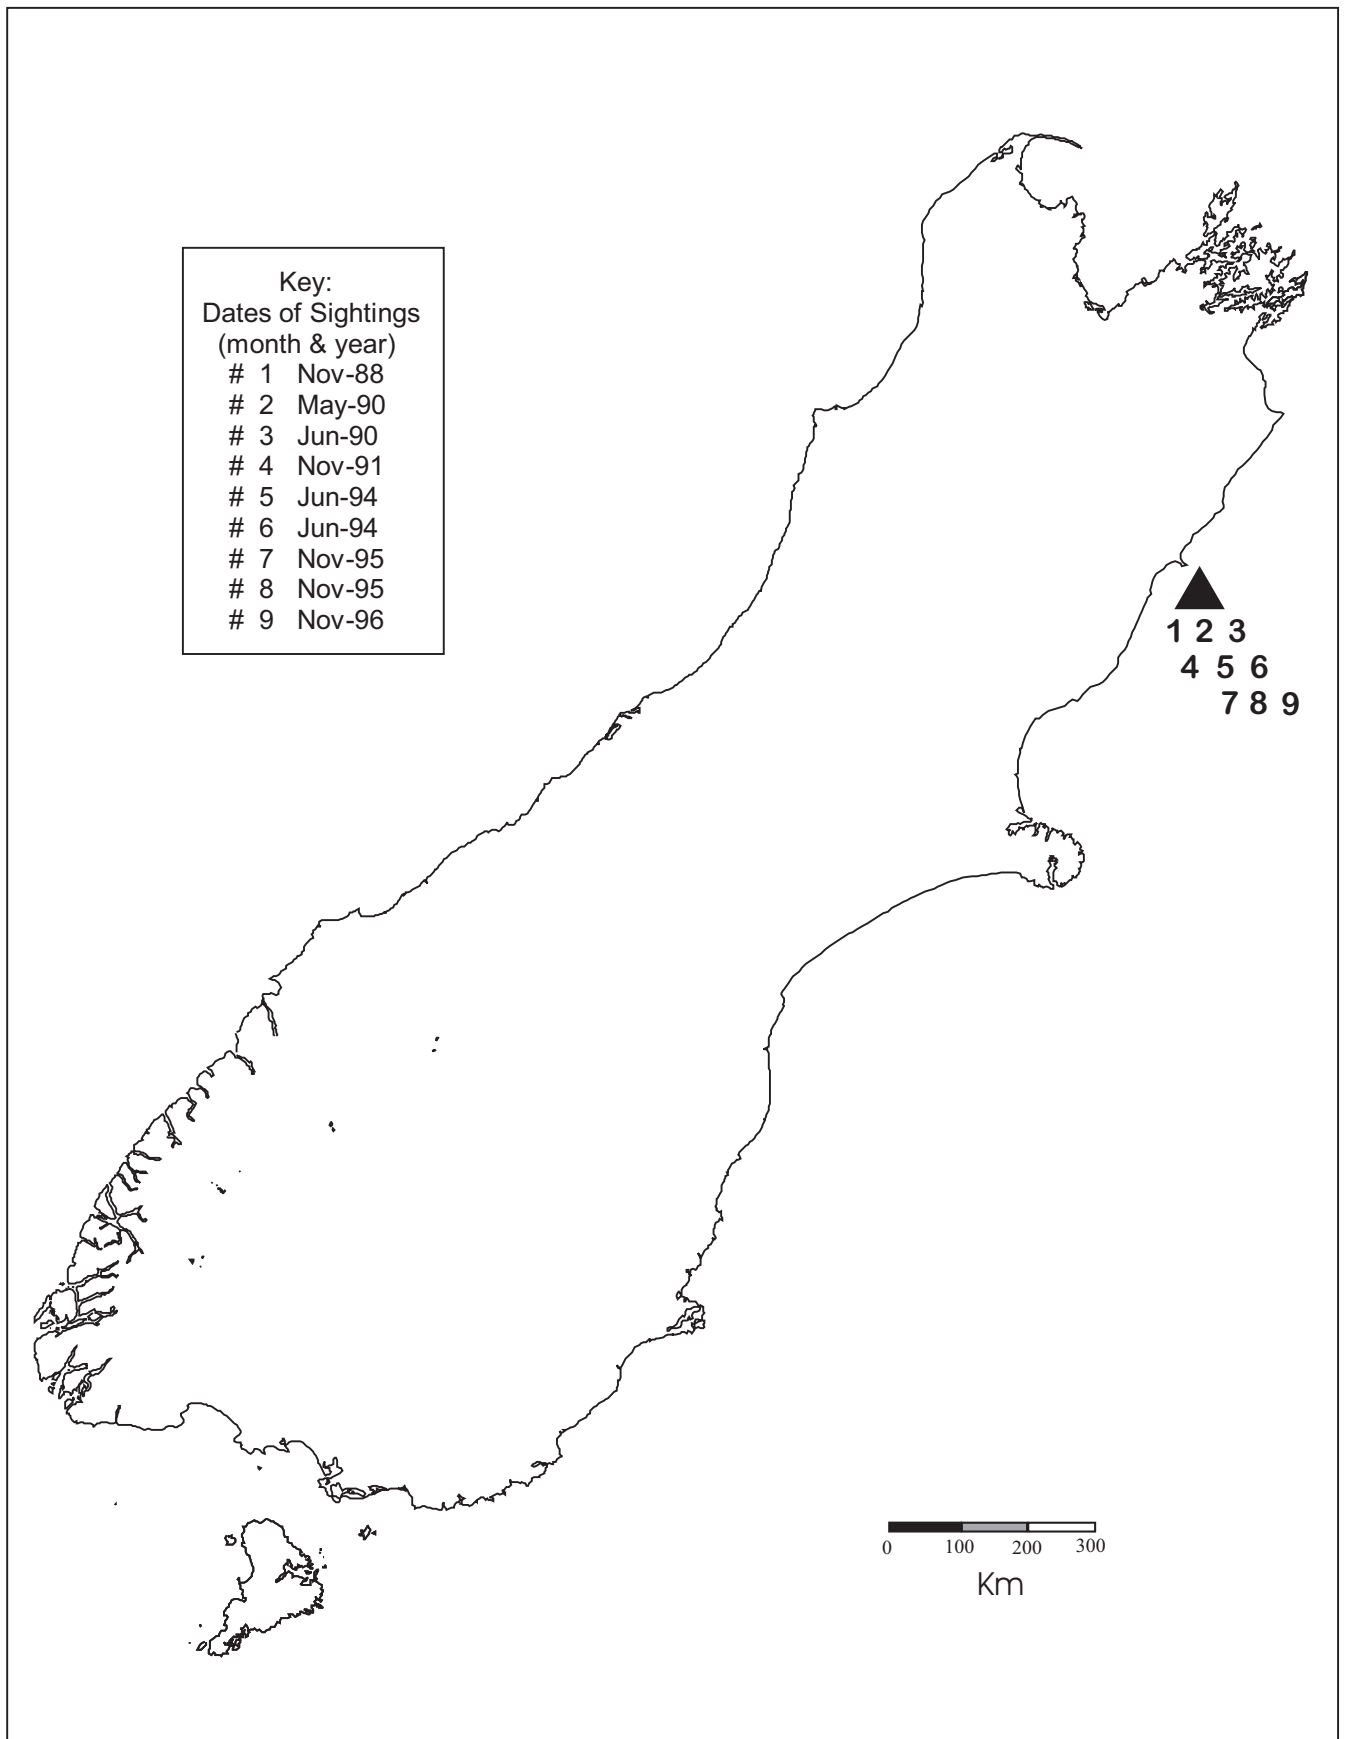 Key:
Dates of Sightings
(month & year)
# 1 Nov-88
# 2 May-90
# 3 Jun-90
# 4 Nov-91
# 5 Jun-94
# 6 Jun-94
# 7 Nov-95
# 8 Nov-95
# 9 Nov-96
1 2 3
4 5 6
7 8 9
0 100 200 300
Km